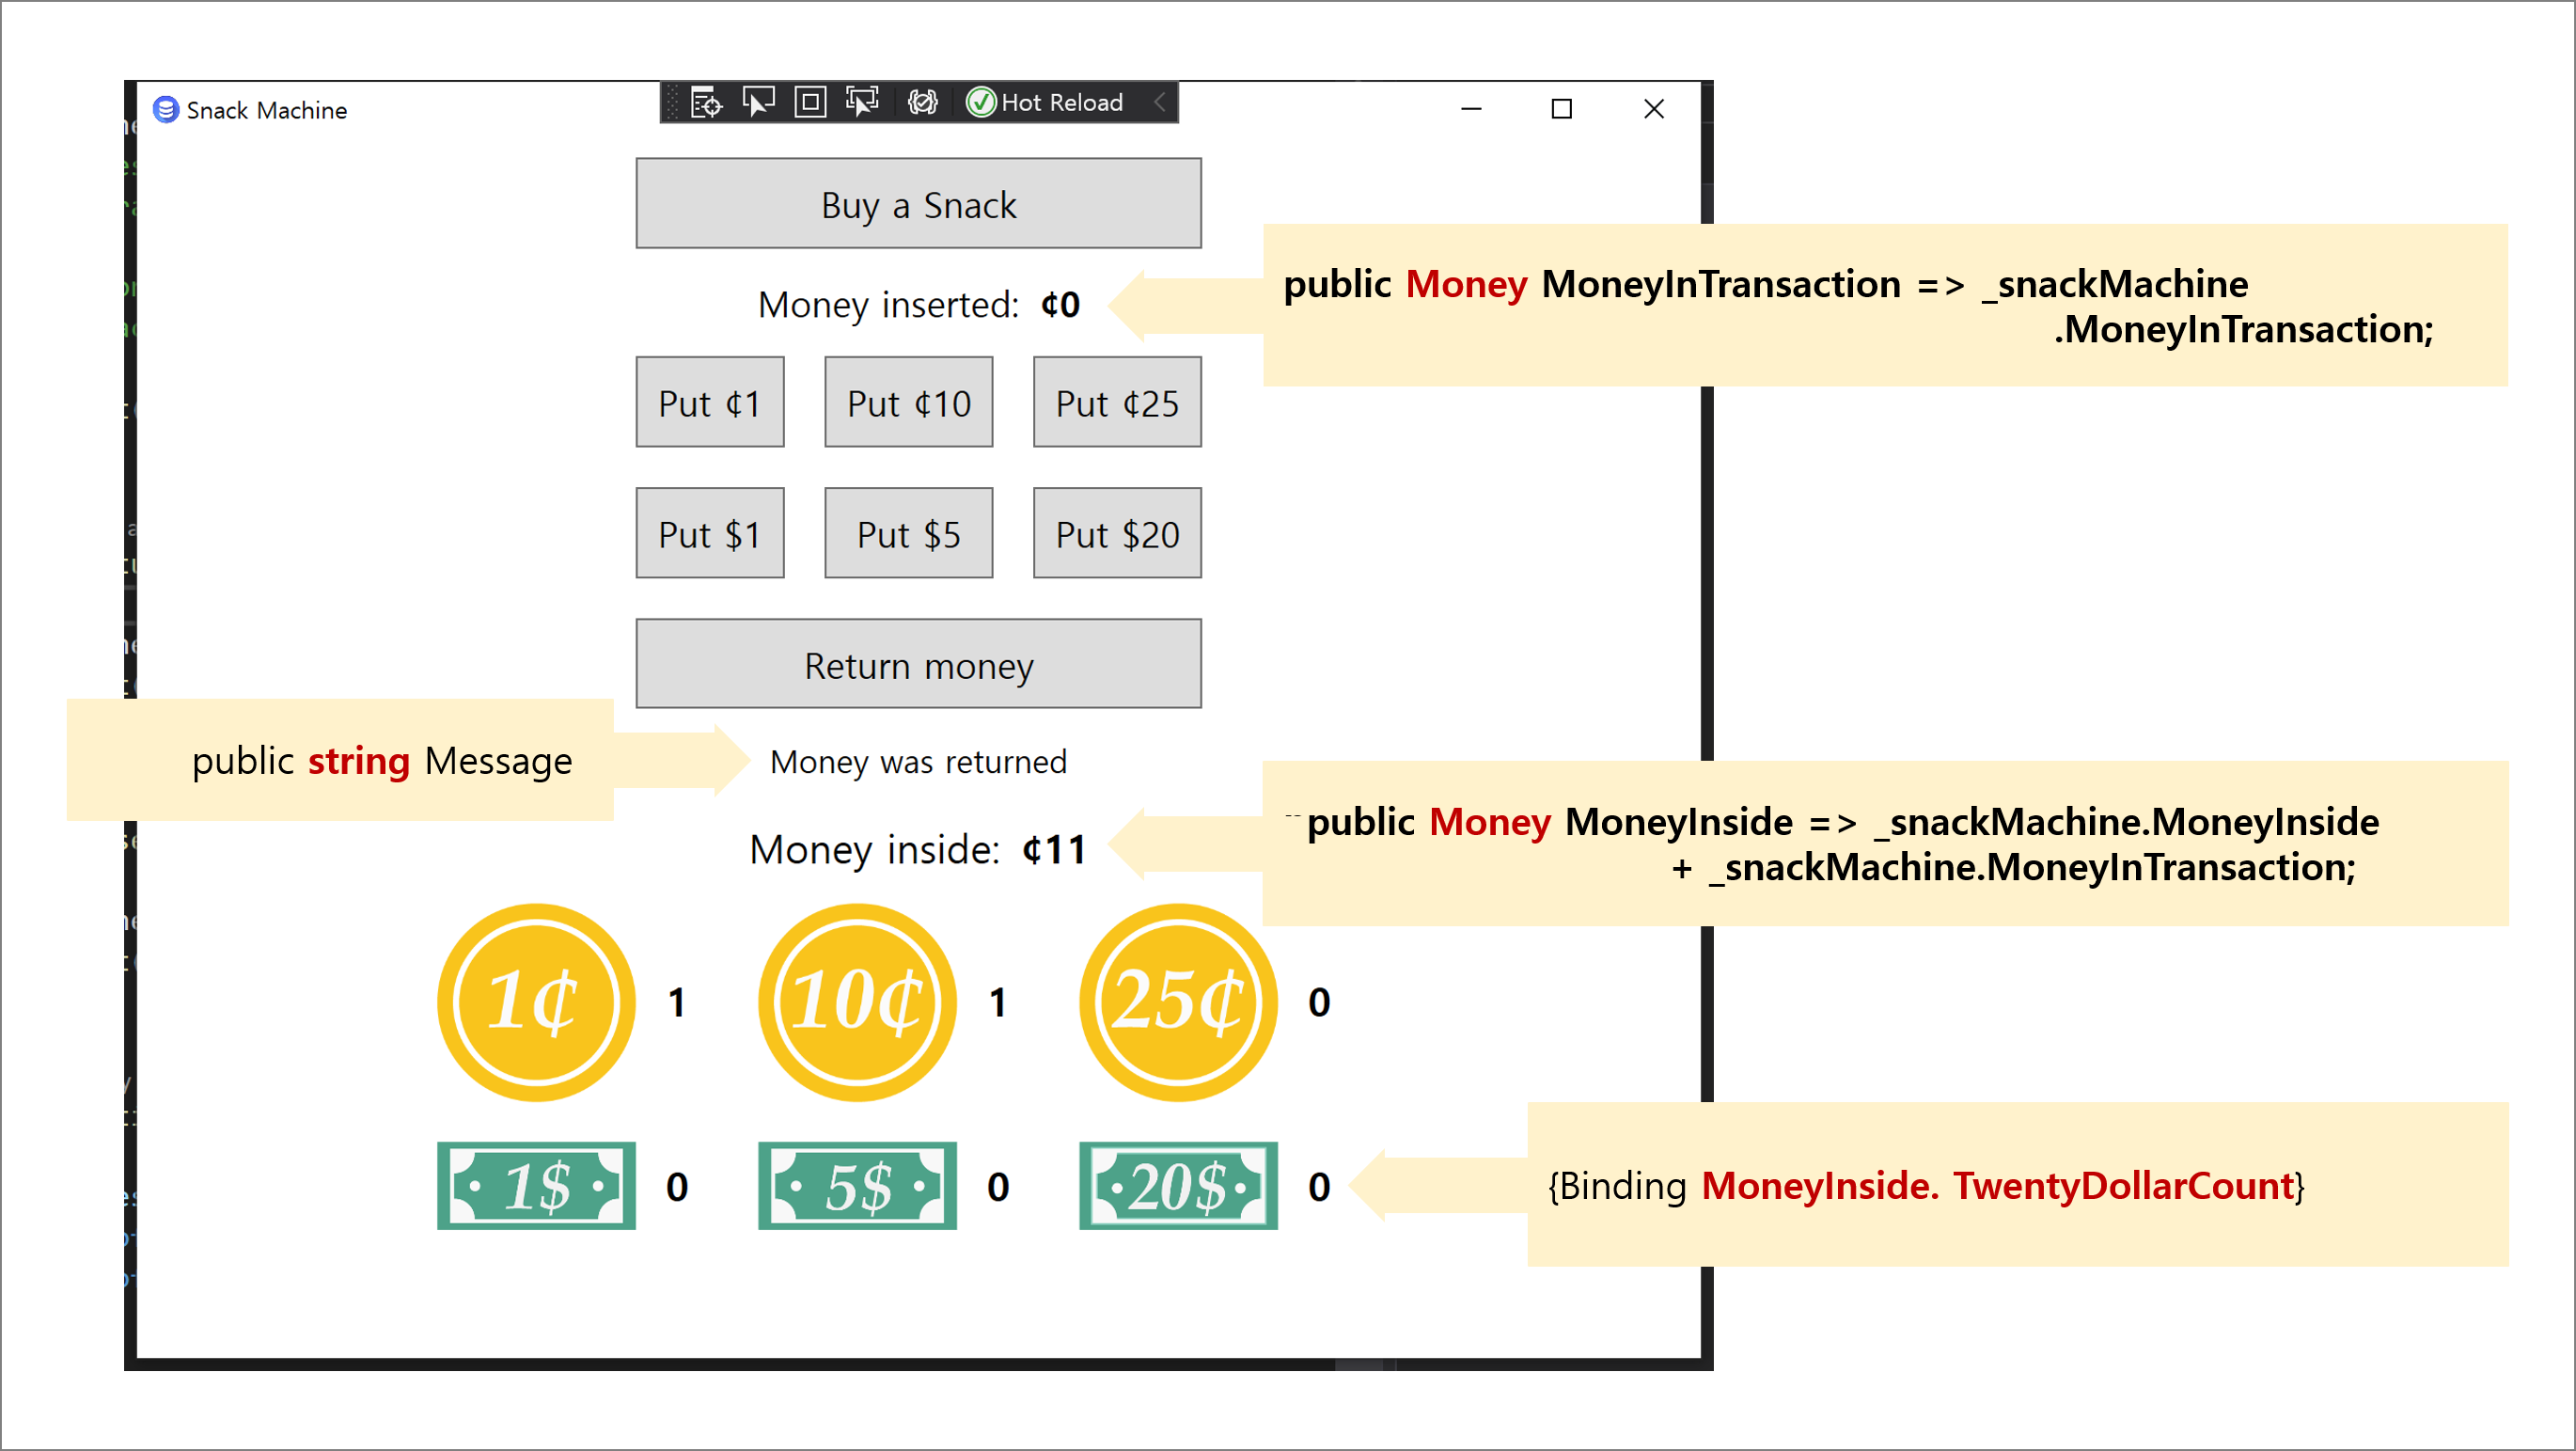 Snack Machine
Hot Reload
Buy a Snack
Money inserted: ¢0
public Money MoneyInTransaction => _snackMachine
.MoneyInTransaction;
Put ¢1
Put ¢10
Put ¢25
Put $1
Put $5
Put $20
Return money
public string Message
Money was returned
Money inside: ¢11
public Money MoneyInside => _snackMachine.MoneyInside
+ _snackMachine.MoneyInTransaction;
1¢ 1
10¢ 1
25¢ 0
1$ 0
5$ 0
20$ 0
{Binding MoneyInside. TwentyDollarCount}